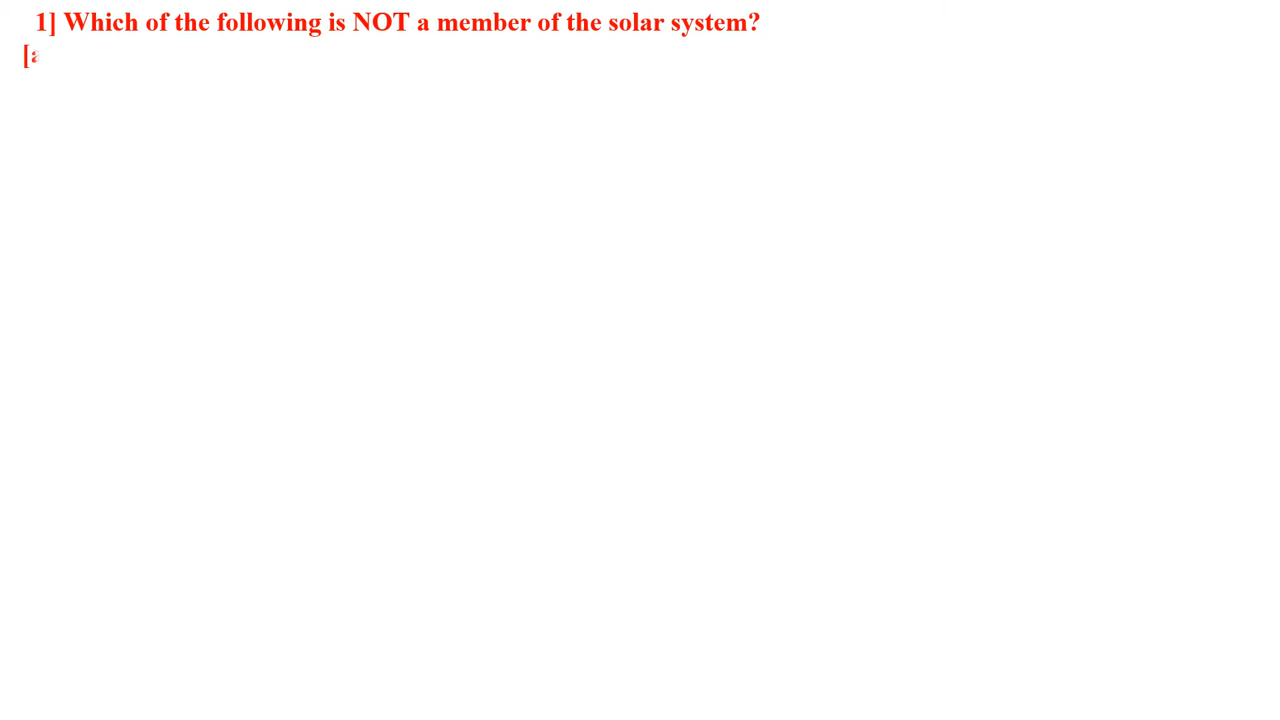 1] Which of the following is NOT a member of the solar system?
[a